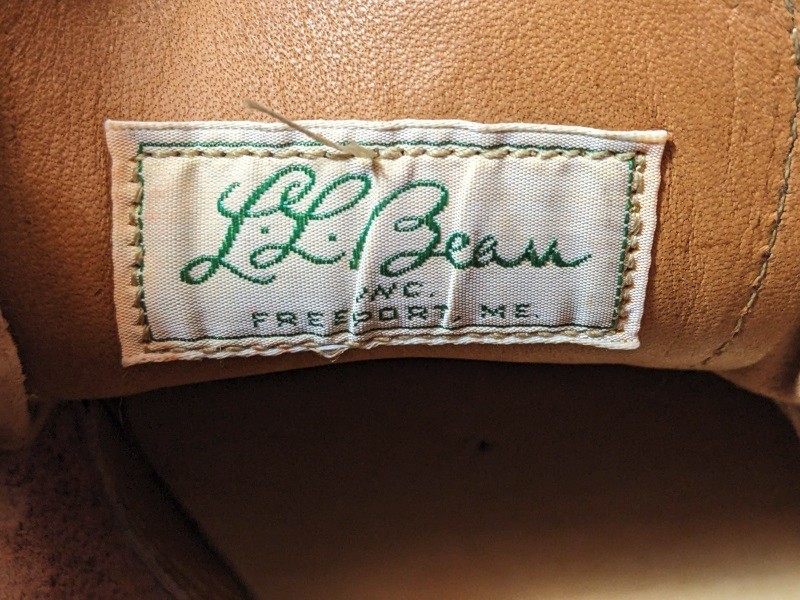 L.L. Bean
INC.
FREEPORT, ME.